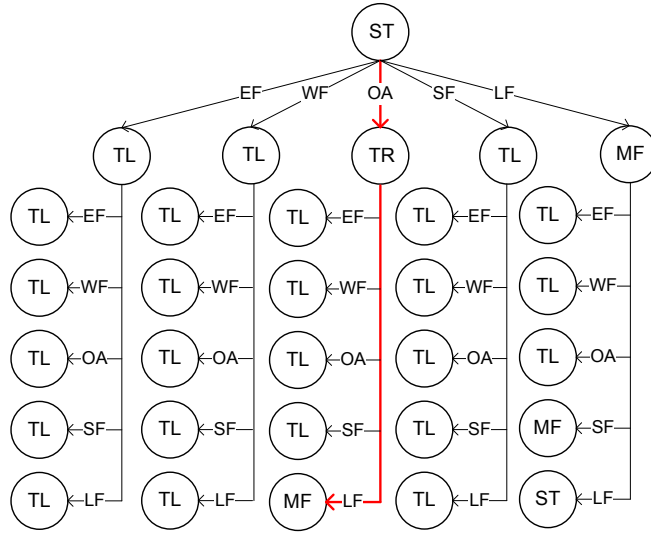 ST
EF WF OA SF LF
TL TL TR TL MF
TL EF TL EF TL EF TL EF TL EF
TL WF TL WF TL WF TL WF TL WF
TL OA TL OA TL OA TL OA TL OA
TL SF TL SF TL SF TL SF MF SF
TL LF TL LF MF LF TL LF ST LF